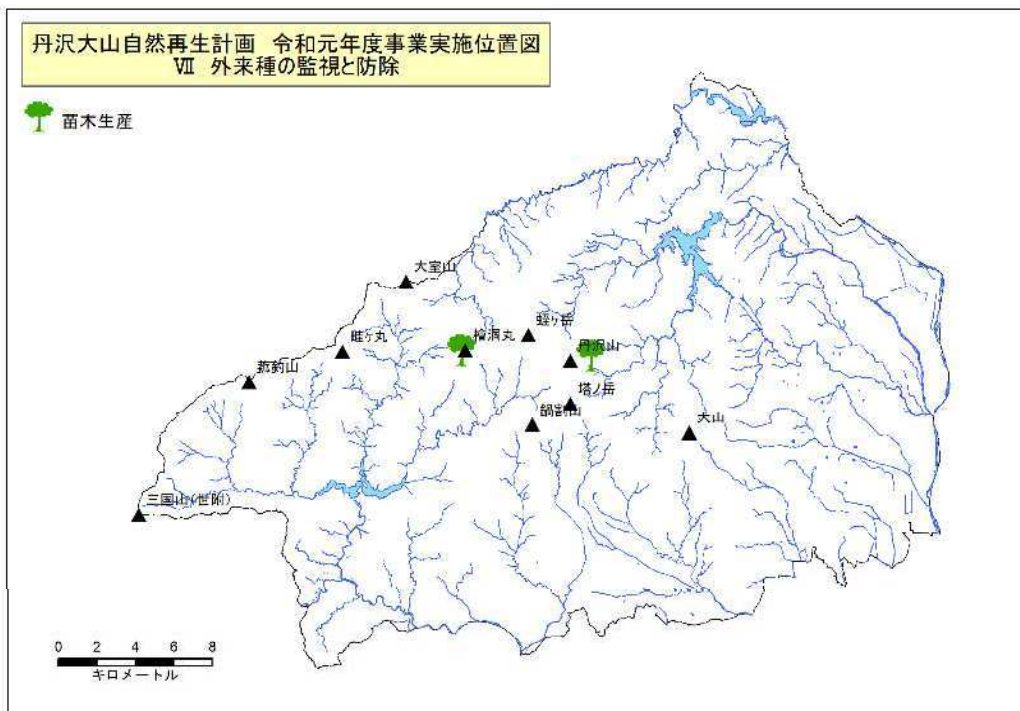 丹沢大山自然再生計画 令和元年度事業実施位置図
Ⅶ 外来種の監視と防除
苗木生産
大室山
畦ヶ丸
檜洞丸
蛭ヶ岳
丹沢山
菰釣山
塔ノ岳
鍋割山
大山
三国山(世附)
0 2 4 6 8
キロメートル